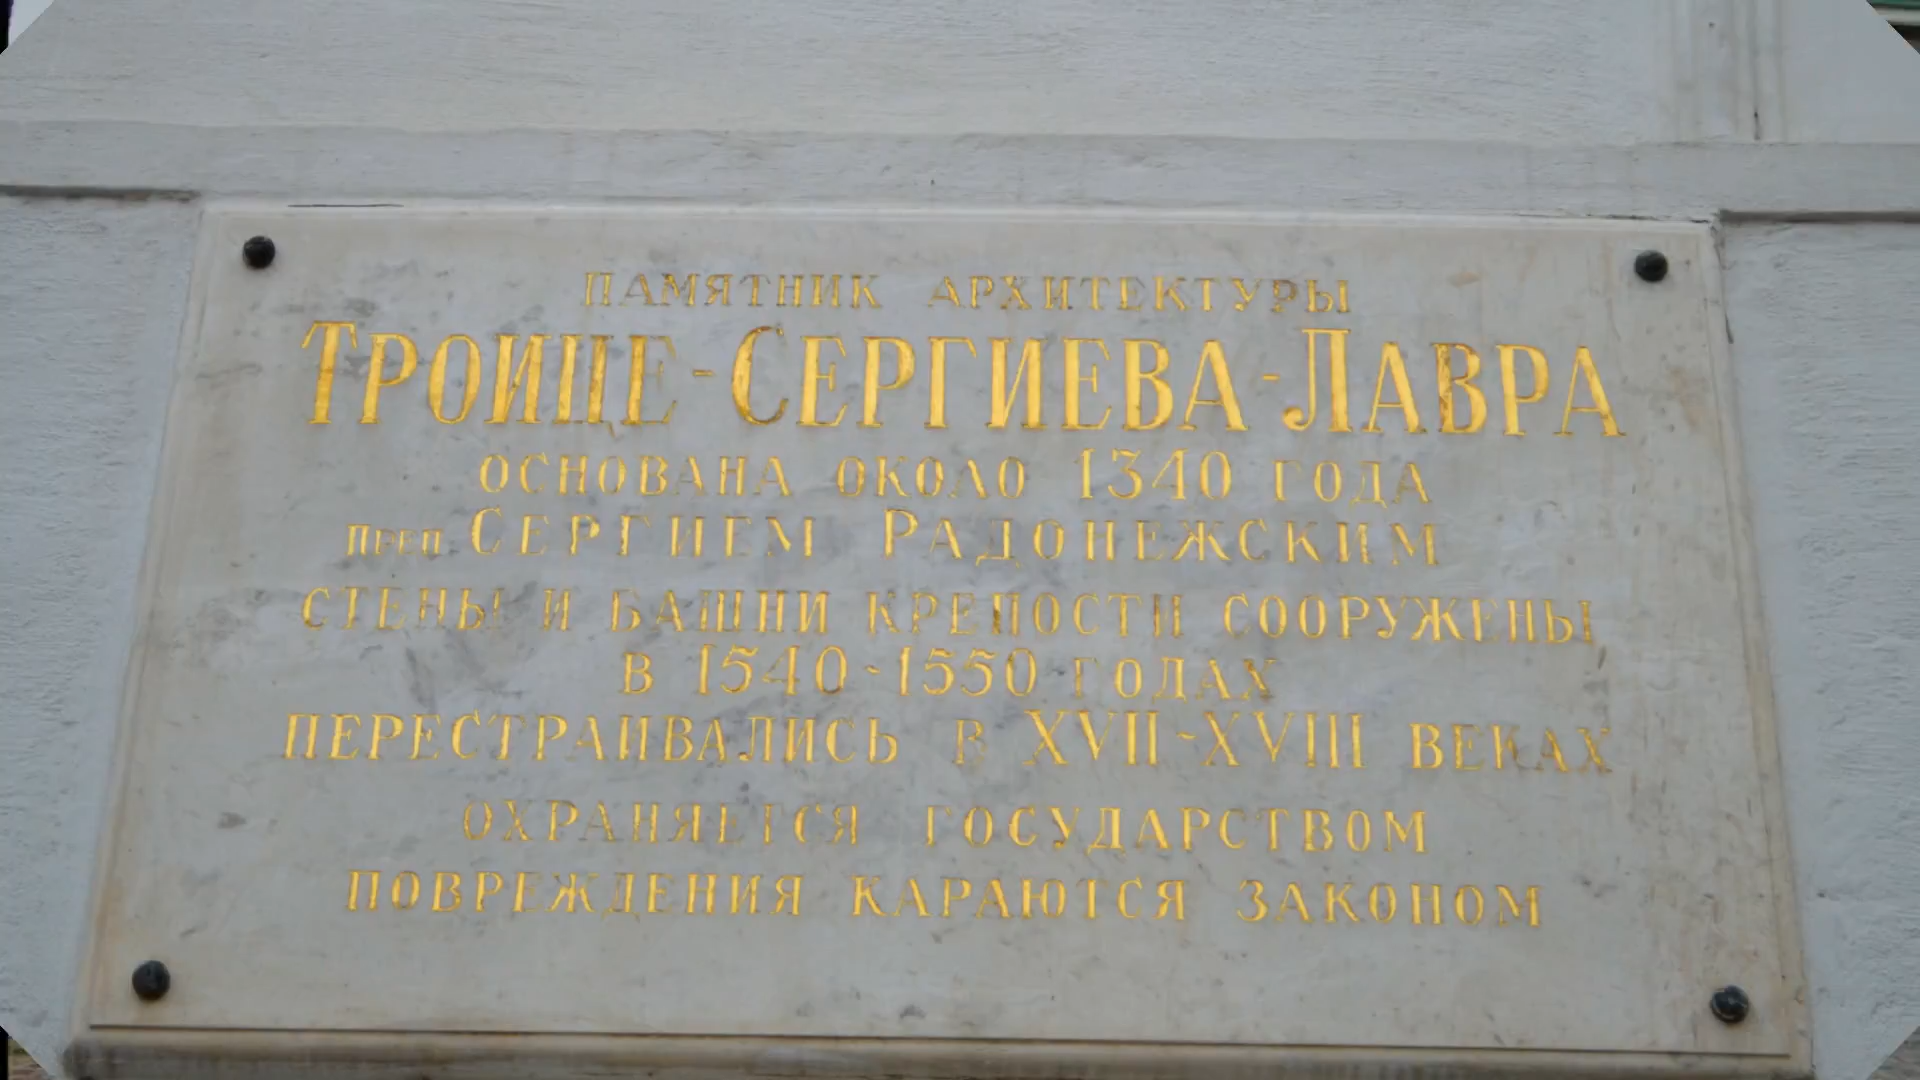 ПАМЯТНИК АРХИТЕКТУРЫ
ТРОИЦЕ-СЕРГИЕВА-ЛАВРА
ОСНОВАНА ОКОЛО 1340 ГОДА
ПРЕП. СЕРГИЕМ РАДОНЕЖСКИМ
СТЕНЫ И БАШНИ КРЕПОСТИ СООРУЖЕНЫ
В 1540-1550 ГОДАХ
ПЕРЕСТРАИВАЛИСЬ В XVII-XVIII ВЕКАХ
ОХРАНЯЕТСЯ ГОСУДАРСТВОМ
ПОВРЕЖДЕНИЯ КАРАЮТСЯ ЗАКОНОМ